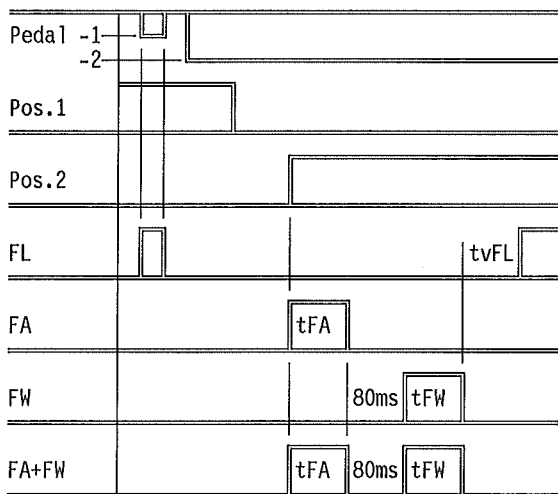 Pedal -1
-2
Pos.1
Pos.2
FL tvFL
FA tFA
FW 80ms tFW
FA+FW tFA 80ms tFW